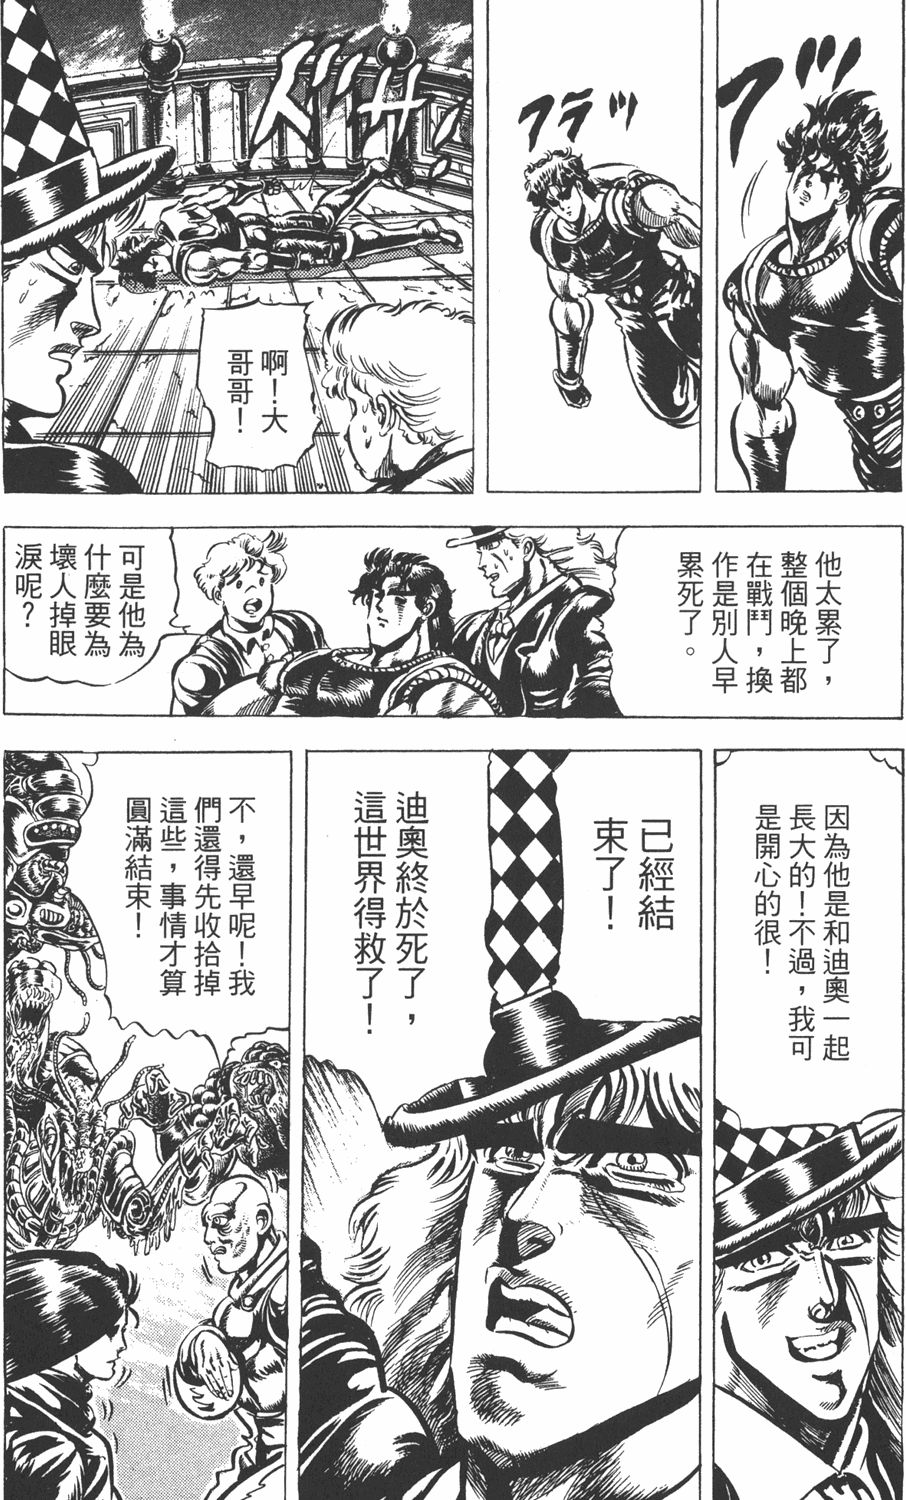 フッ
フラッ
ズザザ
啊！大
哥哥！
他太累了，
整個晚上都
在戰鬥，換
作是別人早
累死了。
可是他為
什麼要為
壞人掉眼
淚呢？
因為他是和迪奧一起
長大的！不過，我可
是開心的很！
已經結
束了！
迪奧終於死了，
這世界得救了！
不，還早呢！我
們還得先收拾掉
這些，事情才算
圓滿結束！